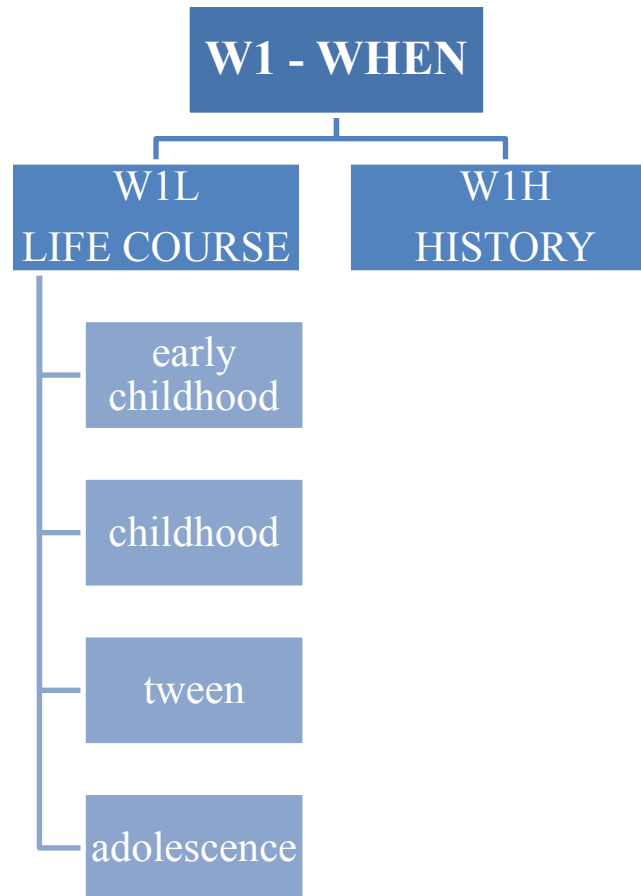 W1 - WHEN
W1L
LIFE COURSE
W1H
HISTORY
early
childhood
childhood
tween
adolescence